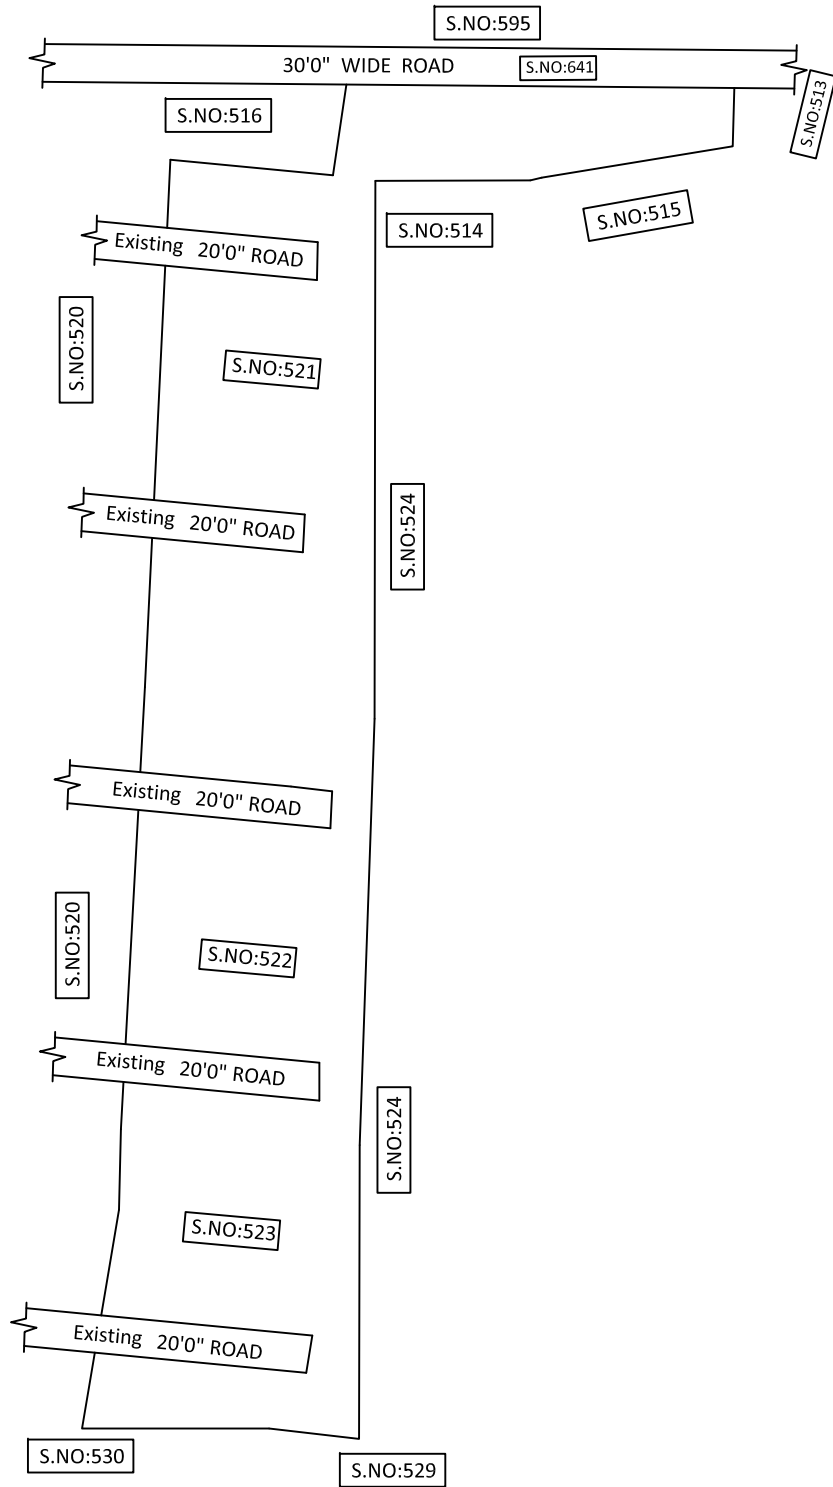 S.NO:595
30'0" WIDE ROAD
S.NO:641
S.NO:513
S.NO:516
S.NO:515
S.NO:514
Existing 20'0" ROAD
S.NO:520
S.NO:521
S.NO:524
Existing 20'0" ROAD
Existing 20'0" ROAD
S.NO:520
S.NO:522
Existing 20'0" ROAD
S.NO:524
S.NO:523
Existing 20'0" ROAD
S.NO:530
S.NO:529